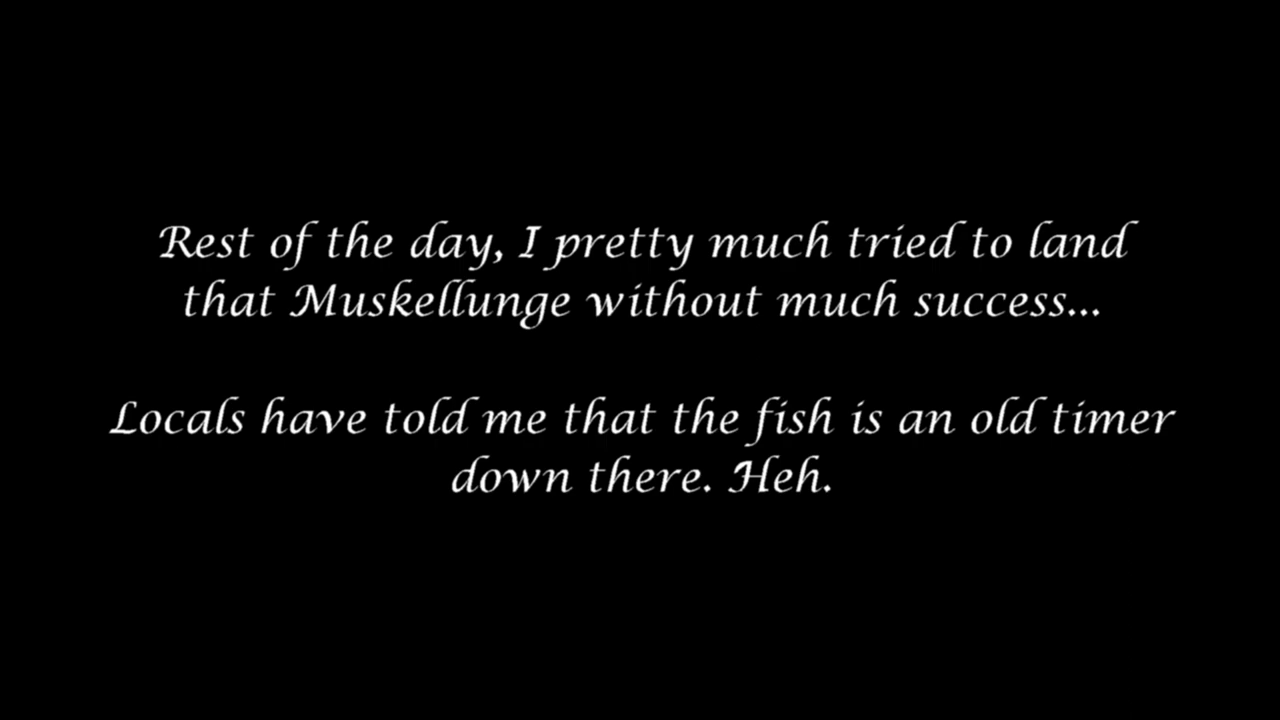 Rest of the day, I pretty much tried to land
that Muskellunge without much success...
Locals have told me that the fish is an old timer
down there. Heh.